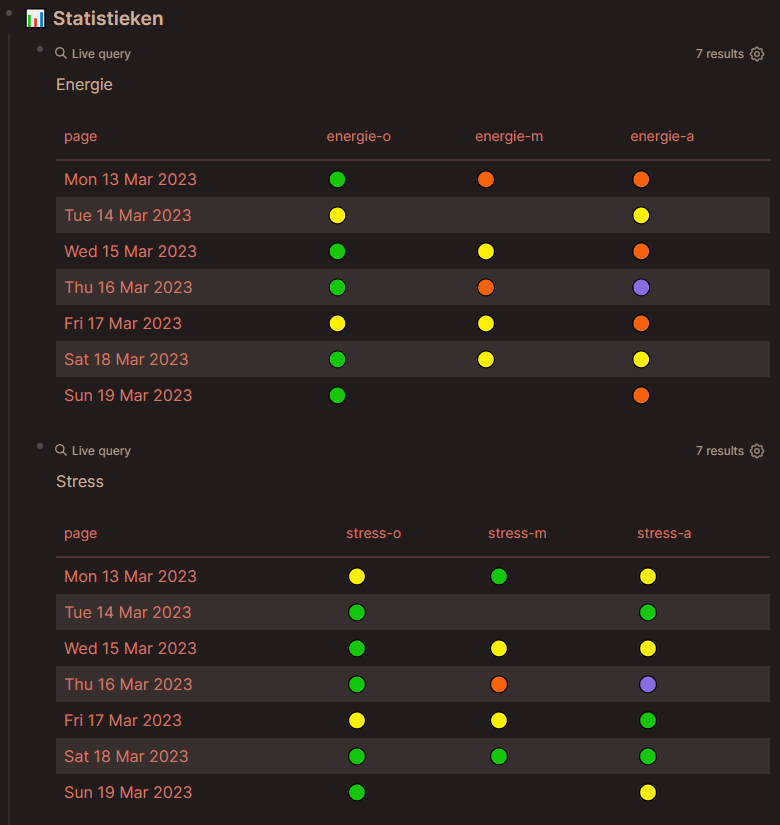 📊 Statistieken
Live query 7 results
Energie
page energie-o energie-m energie-a
Mon 13 Mar 2023
Tue 14 Mar 2023
Wed 15 Mar 2023
Thu 16 Mar 2023
Fri 17 Mar 2023
Sat 18 Mar 2023
Sun 19 Mar 2023
Live query 7 results
Stress
page stress-o stress-m stress-a
Mon 13 Mar 2023
Tue 14 Mar 2023
Wed 15 Mar 2023
Thu 16 Mar 2023
Fri 17 Mar 2023
Sat 18 Mar 2023
Sun 19 Mar 2023